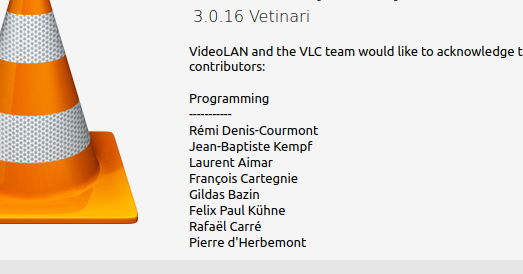 3.0.16 Vetinari
VideoLAN and the VLC team would like to acknowledge
contributors:
Programming
-----------
Rémi Denis-Courmont
Jean-Baptiste Kempf
Laurent Aimar
François Cartegnie
Gildas Bazin
Felix Paul Kühne
Rafaël Carré
Pierre d'Herbemont